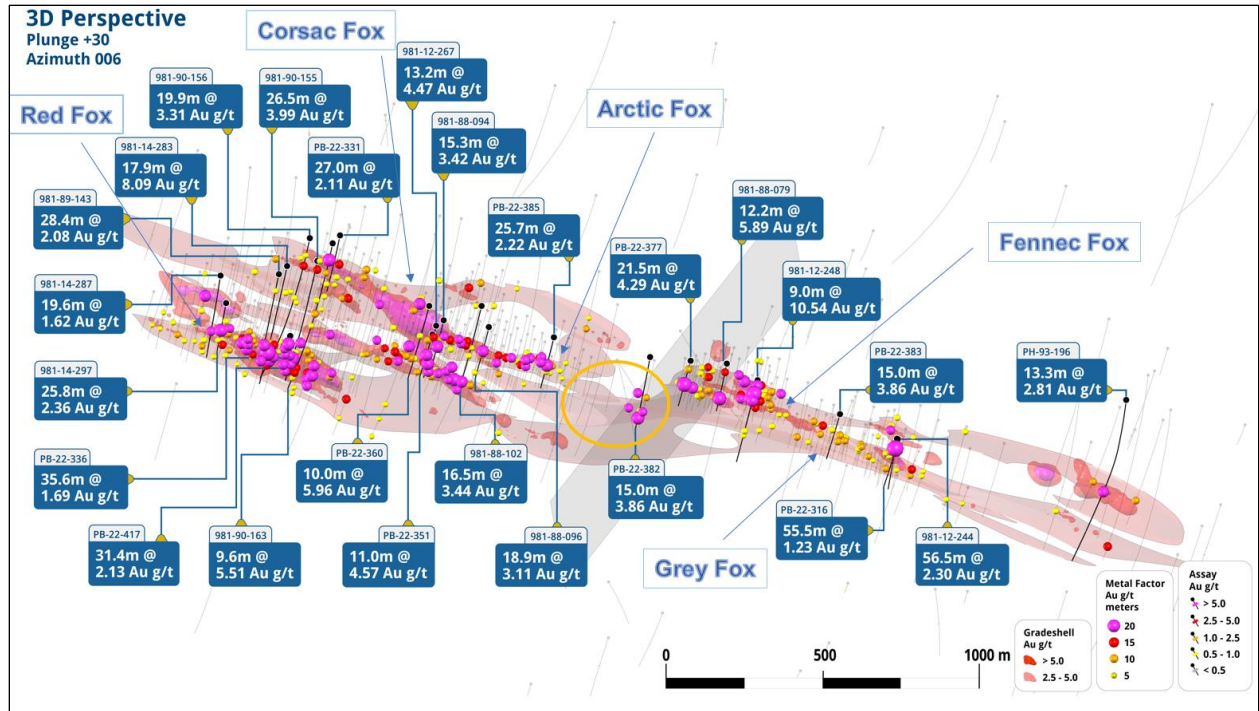 3D Perspective
Plunge +30
Azimuth 006
Corsac Fox
Red Fox
Arctic Fox
Fennec Fox
Grey Fox
981-90-156
19.9m @
3.31 Au g/t
981-90-155
26.5m @
3.99 Au g/t
981-12-267
13.2m @
4.47 Au g/t
981-14-283
17.9m @
8.09 Au g/t
PB-22-331
27.0m @
2.11 Au g/t
981-88-094
15.3m @
3.42 Au g/t
981-89-143
28.4m @
2.08 Au g/t
PB-22-385
25.7m @
2.22 Au g/t
981-88-079
12.2m @
5.89 Au g/t
PB-22-377
21.5m @
4.29 Au g/t
981-12-248
9.0m @
10.54 Au g/t
981-14-287
19.6m @
1.62 Au g/t
PB-22-383
15.0m @
3.86 Au g/t
PH-93-196
13.3m @
2.81 Au g/t
981-14-297
25.8m @
2.36 Au g/t
PB-22-336
35.6m @
1.69 Au g/t
PB-22-360
10.0m @
5.96 Au g/t
981-88-102
16.5m @
3.44 Au g/t
PB-22-382
15.0m @
3.86 Au g/t
PB-22-417
31.4m @
2.13 Au g/t
981-90-163
9.6m @
5.51 Au g/t
PB-22-351
11.0m @
4.57 Au g/t
981-88-096
18.9m @
3.11 Au g/t
PB-22-316
55.5m @
1.23 Au g/t
981-12-244
56.5m @
2.30 Au g/t
0 500 1000 m
Gradeshell
Au g/t
> 5.0
2.5 - 5.0
Metal Factor
Au g/t
meters
20
15
10
5
Assay
Au g/t
> 5.0
2.5 - 5.0
1.0 - 2.5
0.5 - 1.0
< 0.5